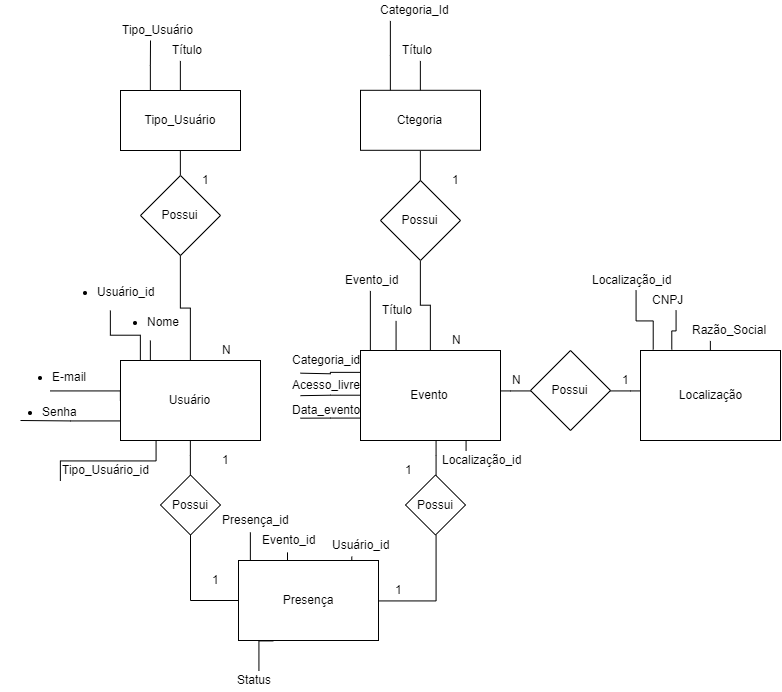 Categoria_Id
Tipo_Usuário
Título
Título
Tipo_Usuário
Ctegoria
1
1
Possui
Possui
Evento_id
Localização_id
• Usuário_id
CNPJ
Título
• Nome
Razão_Social
N
N
Categoria_id
• E-mail
N
1
Acesso_livre
Possui
Usuário
Evento
Localização
• Senha
Data_evento
1
Localização_id
Tipo_Usuário_id
1
Possui
Possui
Presença_id
Evento_id
Usuário_id
1
1
Presença
Status